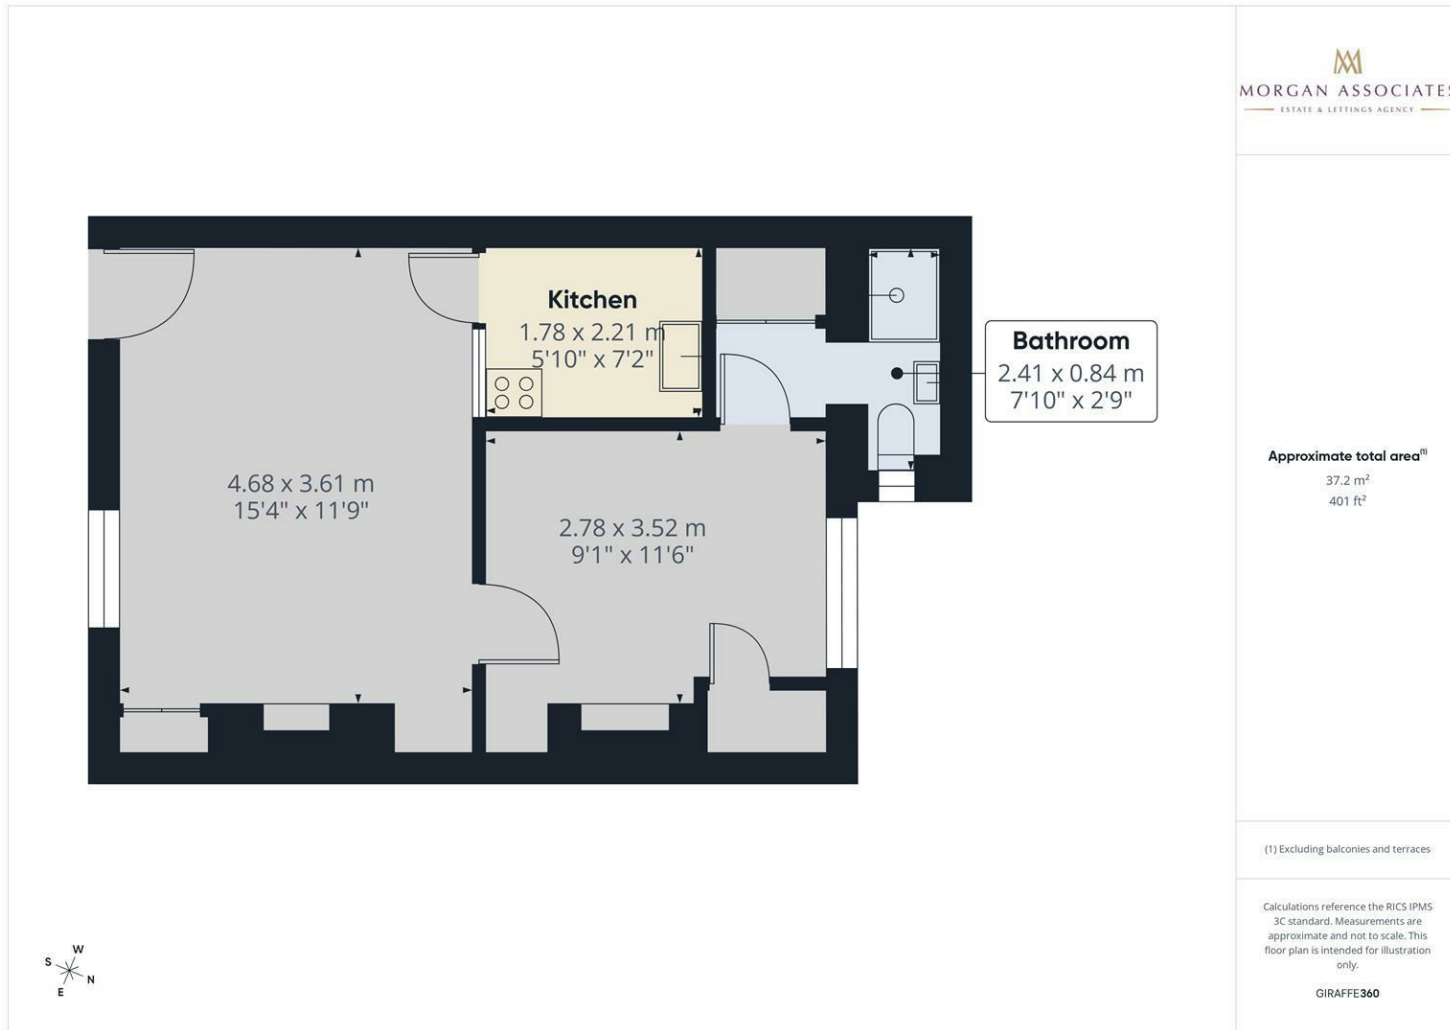 MORGAN ASSOCIATES
ESTATE & LETTINGS AGENCY
Kitchen
1.78 x 2.21 m
5'10" x 7'2"
Bathroom
2.41 x 0.84 m
7'10" x 2'9"
4.68 x 3.61 m
15'4" x 11'9"
2.78 x 3.52 m
9'1" x 11'6"
Approximate total area(1)
37.2 m²
401 ft²
(1) Excluding balconies and terraces
Calculations reference the RICS IPMS
3C standard. Measurements are
approximate and not to scale. This
floor plan is intended for illustration
only.
GIRAFFE360
W
S
N
E